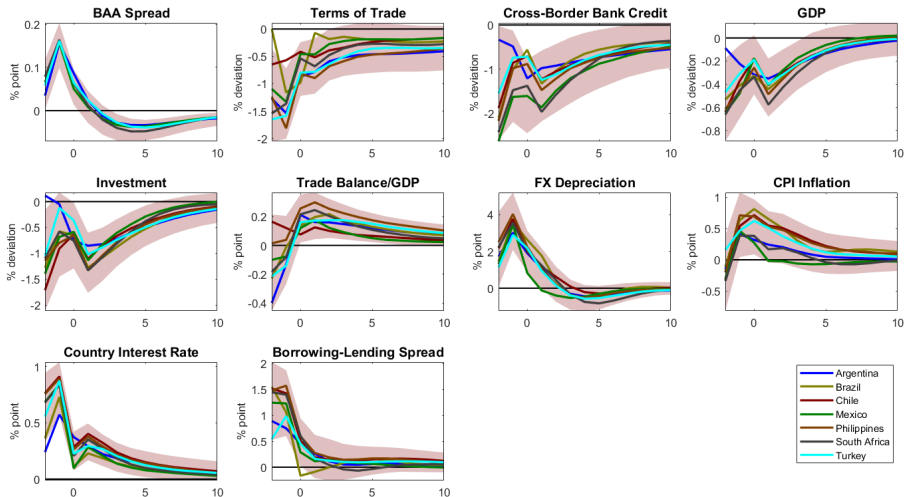 BAA Spread
Terms of Trade
Cross-Border Bank Credit
GDP
% point
0.2
0.1
0
0 5 10
% deviation
0
-0.5
-1
-1.5
-2
0 5 10
% deviation
0
-1
-2
0 5 10
% deviation
0
-0.2
-0.4
-0.6
-0.8
0 5 10
Investment
Trade Balance/GDP
FX Depreciation
CPI Inflation
% deviation
0
-0.5
-1
-1.5
-2
0 5 10
% point
0.2
0
-0.2
-0.4
0 5 10
% point
4
2
0
0 5 10
% point
1
0.5
0
-0.5
0 5 10
Country Interest Rate
Borrowing-Lending Spread
% point
1
0.5
0
0 5 10
% point
2
1.5
1
0.5
0
0 5 10
Argentina
Brazil
Chile
Mexico
Philippines
South Africa
Turkey